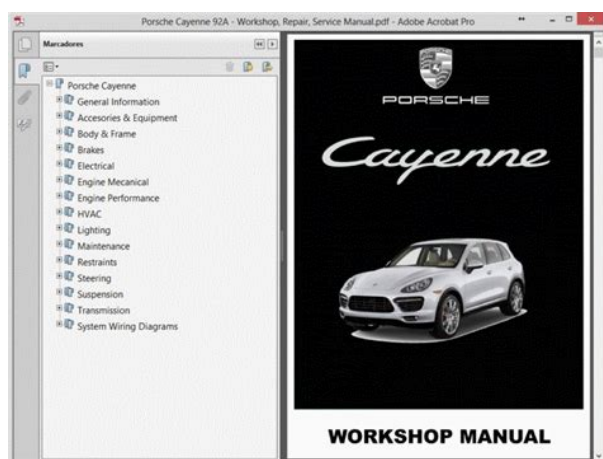 Porsche Cayenne 92A - Workshop, Repair, Service Manual.pdf - Adobe Acrobat Pro
Marcadores
Porsche Cayenne
General Information
Accesories & Equipment
Body & Frame
Brakes
Electrical
Engine Mecanical
Engine Performance
HVAC
Lighting
Maintenance
Restraints
Steering
Suspension
Transmission
System Wiring Diagrams
PORSCHE
Cayenne
WORKSHOP MANUAL